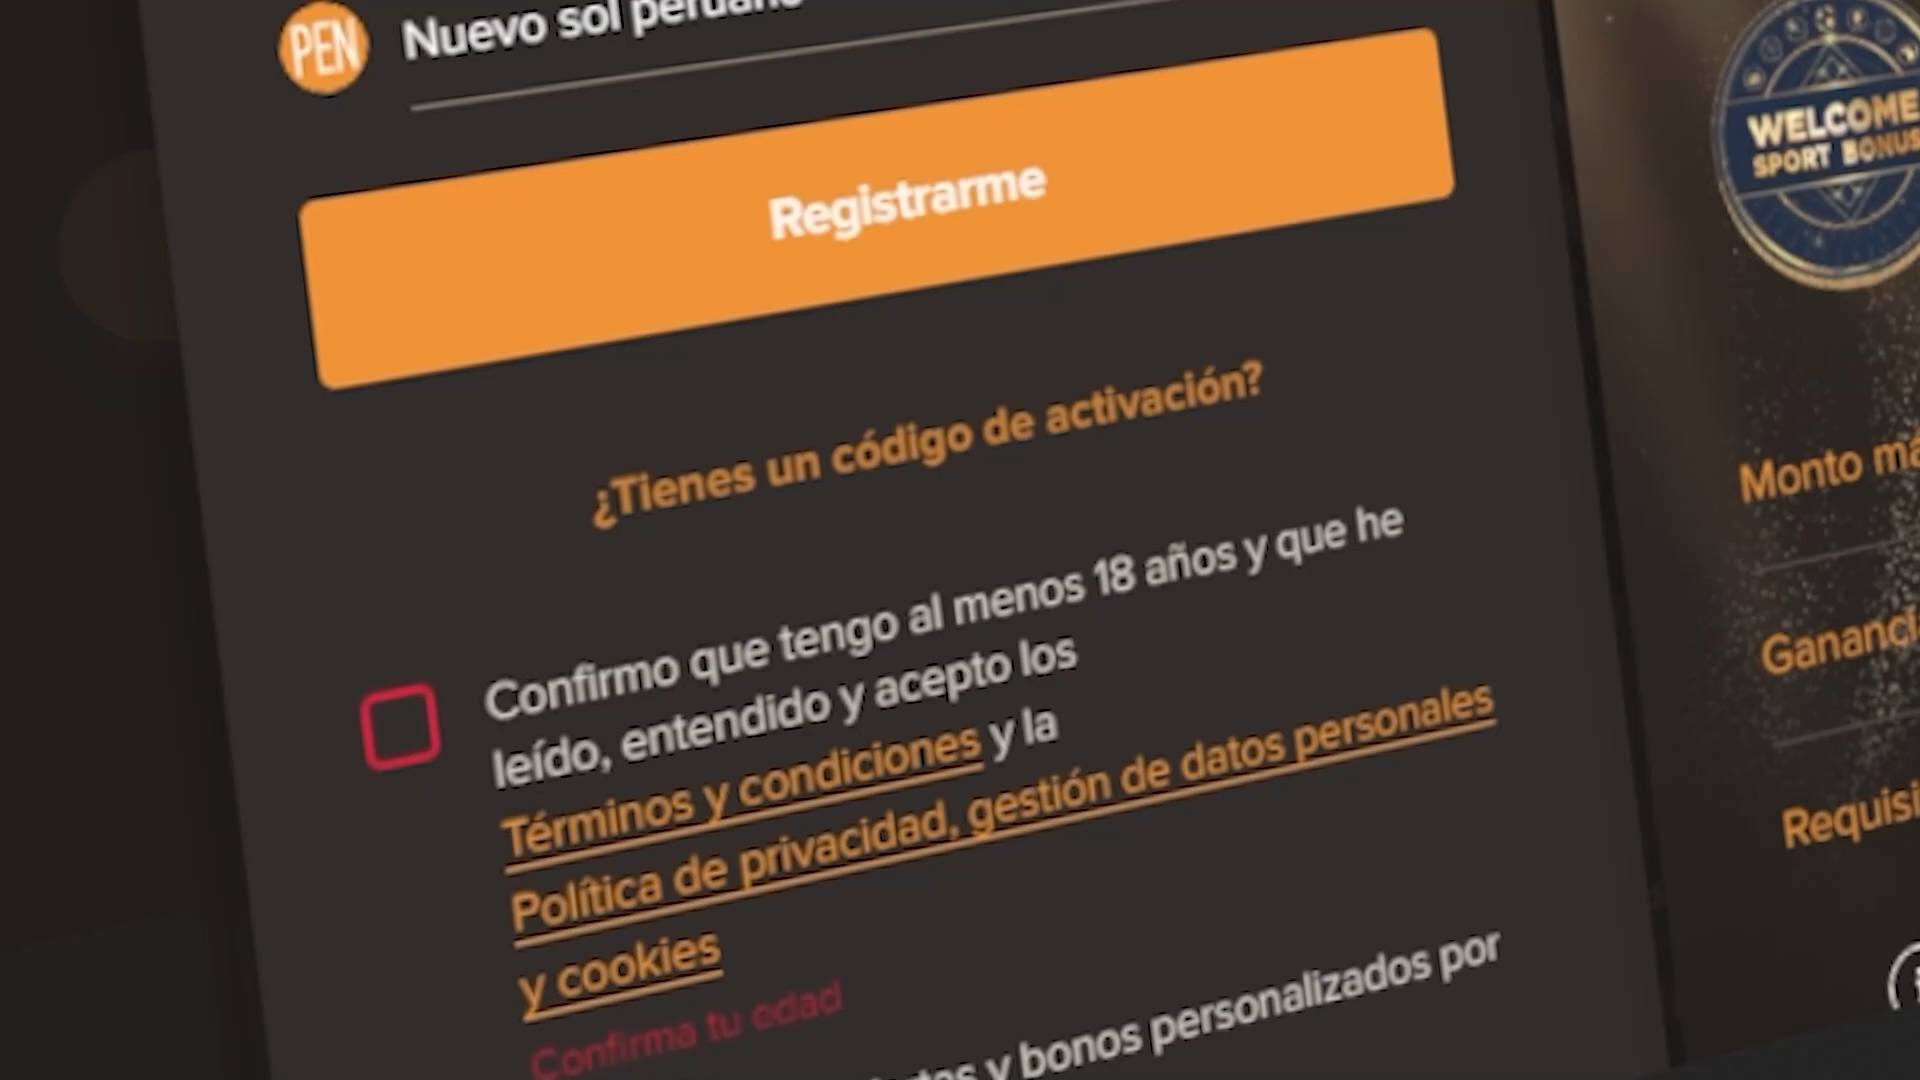 PEN
Nuevo sol peruano
Registrarme
¿Tienes un código de activación?
Confirmo que tengo al menos 18 años y que he
leído, entendido y acepto los
Términos y condiciones y la
Política de privacidad, gestión de datos personales
y cookies
Confirma tu edad
y bonos personalizados por
WELCOME
SPORT BONUS
Monto